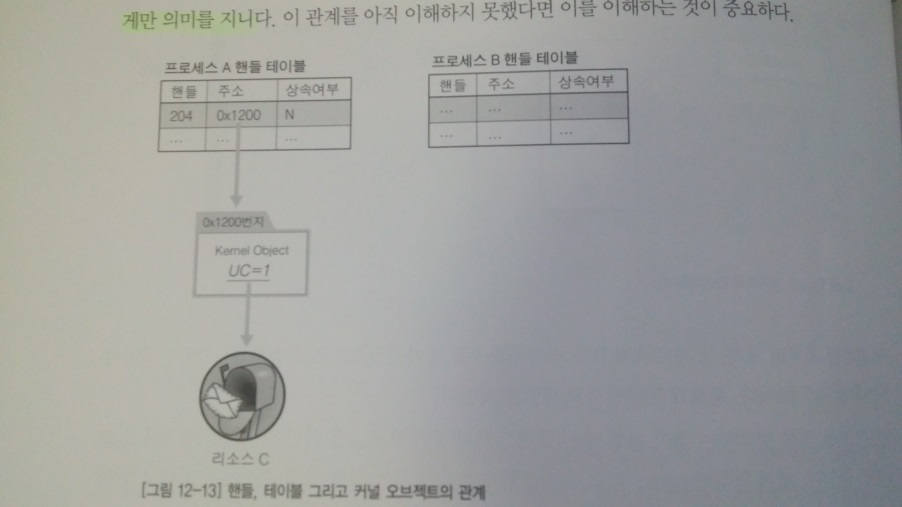 게만 의미를 지니다. 이 관계를 아직 이해하지 못했다면 이를 이해하는 것이 중요하다.
프로세스 A 핸들 테이블
핸들 주소 상속여부
204 0x1200 N
... ... ...
프로세스 B 핸들 테이블
핸들 주소 상속여부
... ... ...
... ... ...
0x1200번지
Kernel Object
UC=1
리소스 C
[그림 12-13] 핸들, 테이블 그리고 커널 오브젝트의 관계